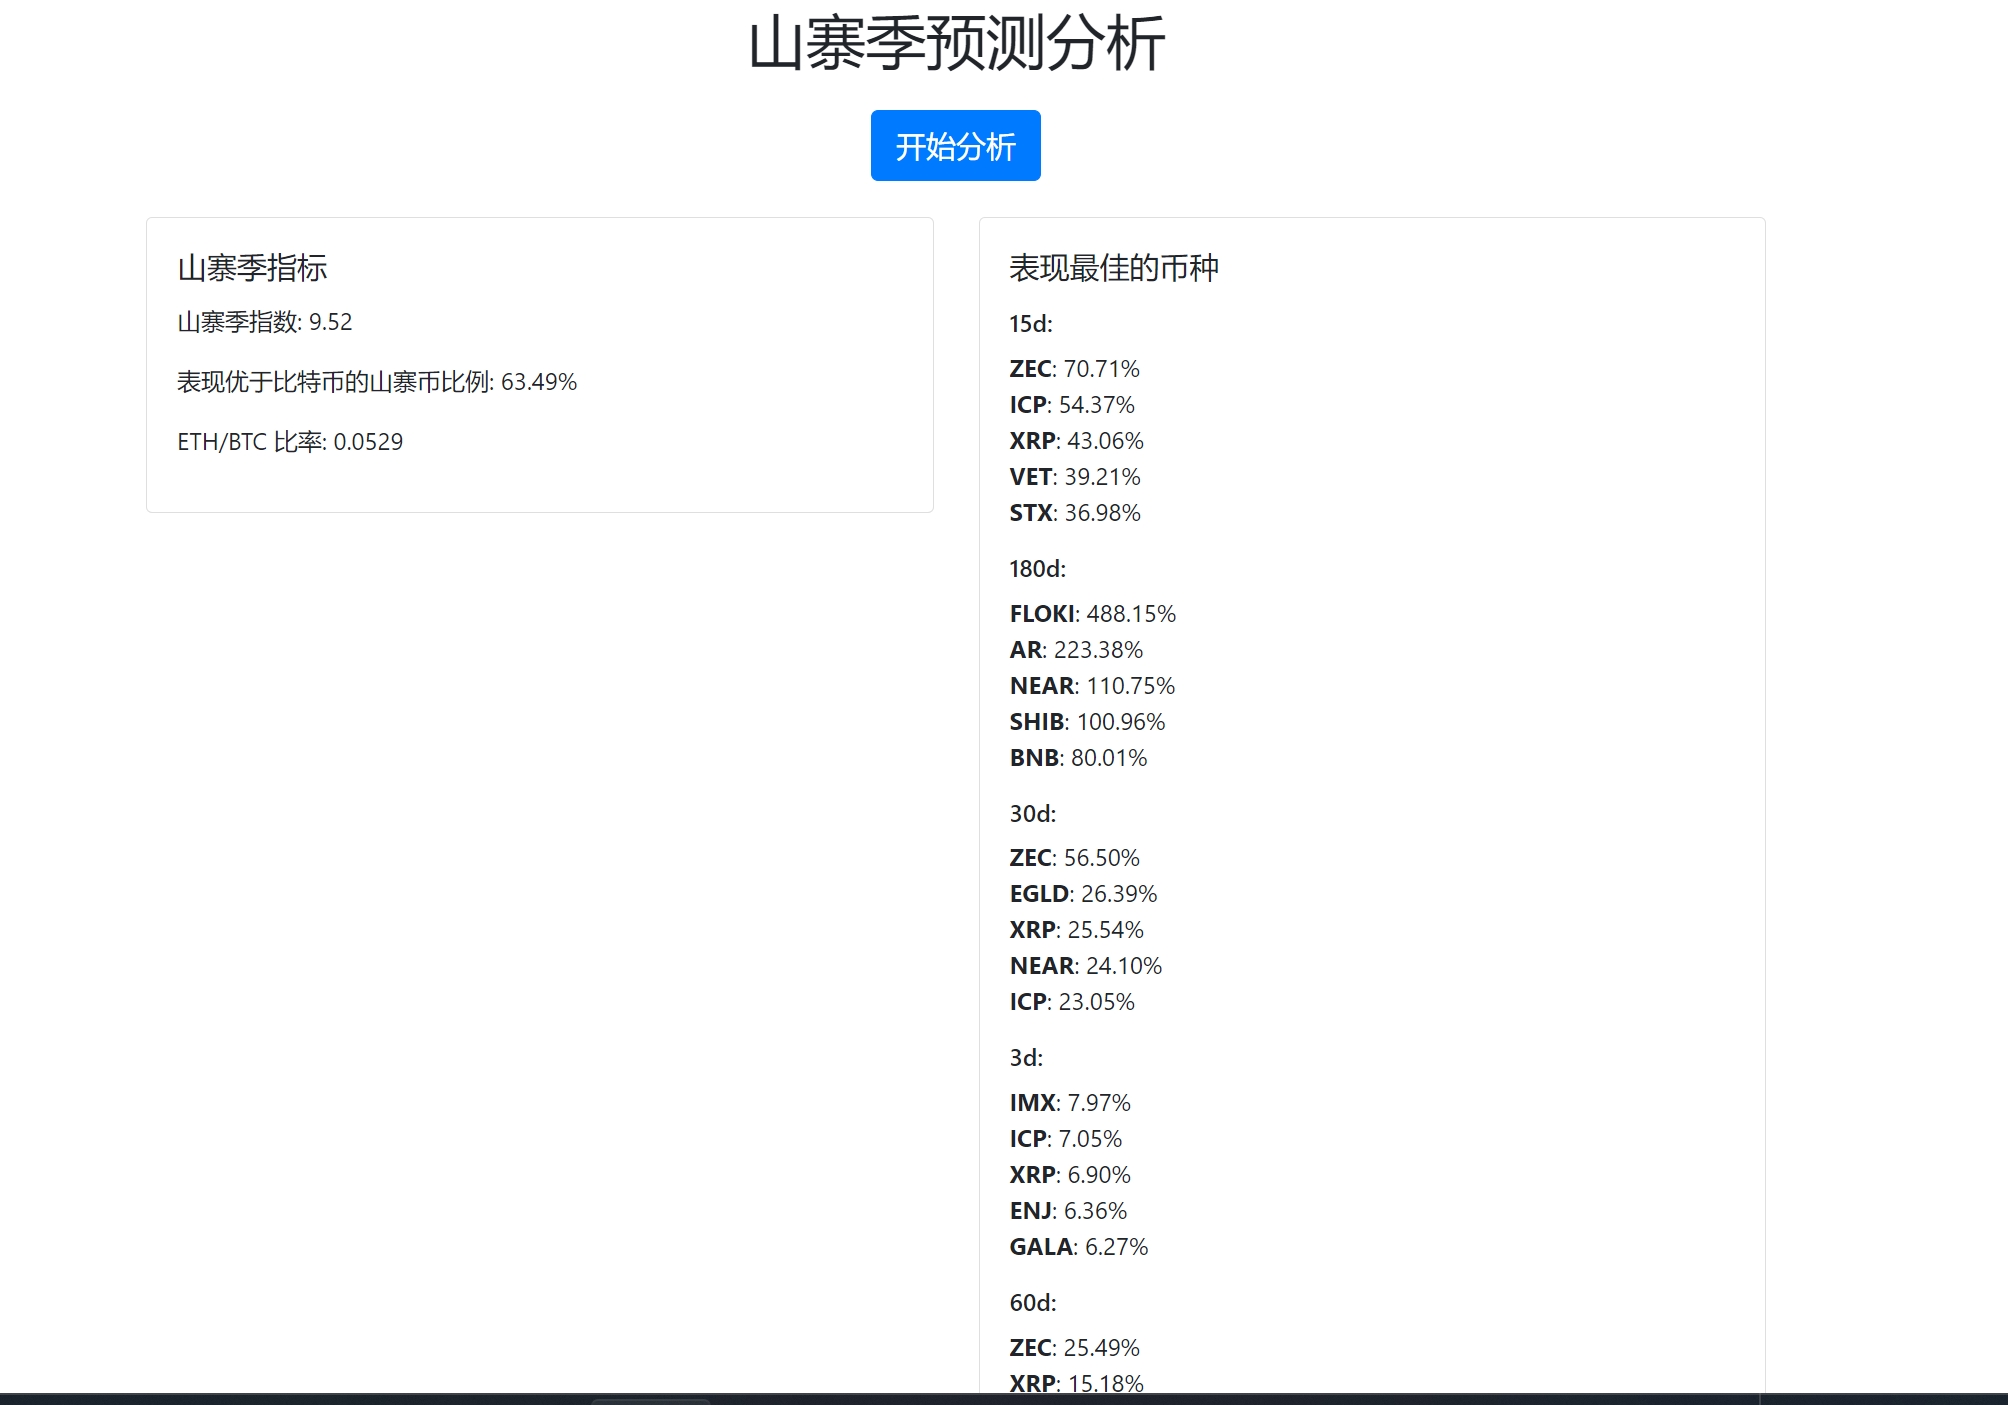 山寨季预测分析
开始分析
山寨季指标
山寨季指数: 9.52
表现优于比特币的山寨币比例: 63.49%
ETH/BTC 比率: 0.0529
表现最佳的币种
15d:
ZEC: 70.71%
ICP: 54.37%
XRP: 43.06%
VET: 39.21%
STX: 36.98%
180d:
FLOKI: 488.15%
AR: 223.38%
NEAR: 110.75%
SHIB: 100.96%
BNB: 80.01%
30d:
ZEC: 56.50%
EGLD: 26.39%
XRP: 25.54%
NEAR: 24.10%
ICP: 23.05%
3d:
IMX: 7.97%
ICP: 7.05%
XRP: 6.90%
ENJ: 6.36%
GALA: 6.27%
60d:
ZEC: 25.49%
XRP: 15.18%